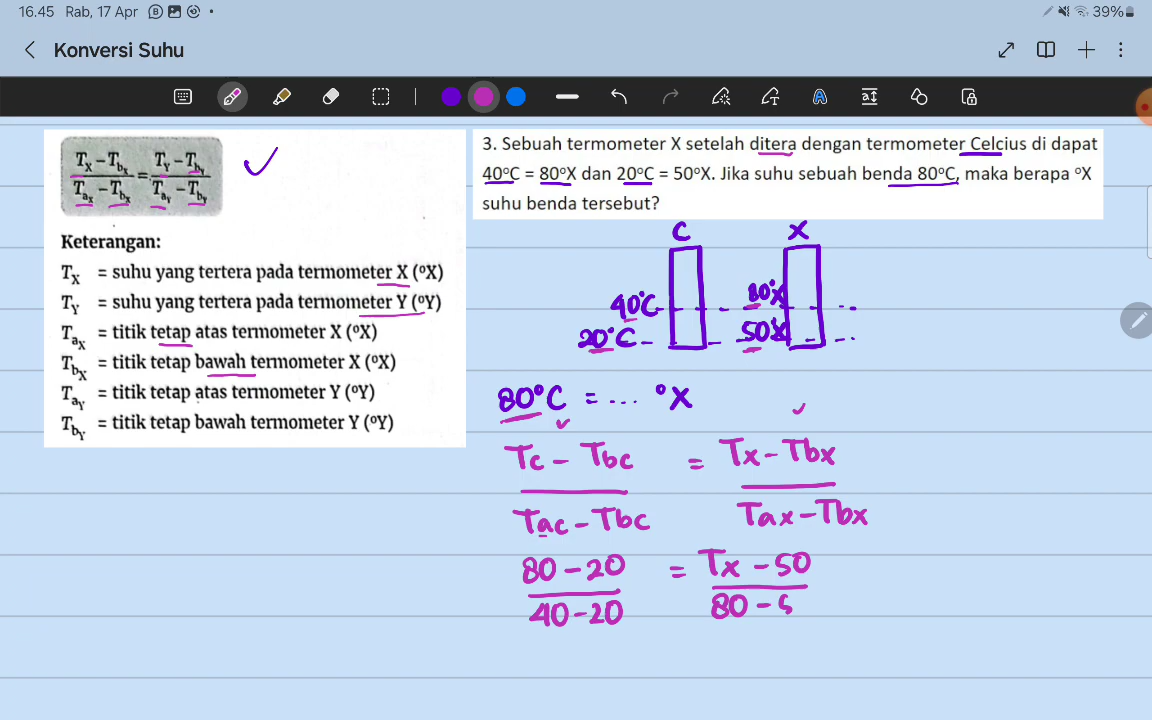 16.45 Rab, 17 Apr
39%
Konversi Suhu
Tx – Tbx / Tax – Tbx = TY – TbY / TaY – TbY
Keterangan:
TX = suhu yang tertera pada termometer X (°X)
TY = suhu yang tertera pada termometer Y (°Y)
TaX = titik tetap atas termometer X (°X)
TbX = titik tetap bawah termometer X (°X)
TaY = titik tetap atas termometer Y (°Y)
TbY = titik tetap bawah termometer Y (°Y)
3. Sebuah termometer X setelah ditera dengan termometer Celcius di dapat
40°C = 80°X dan 20°C = 50°X. Jika suhu sebuah benda 80°C, maka berapa °X
suhu benda tersebut?
C X
40°C 80°X
20°C 50°X
80°C = ... °X
Tc – Tbc = Tx – Tbx
Tac – Tbc Tax – Tbx
80 – 20 = Tx – 50
40 – 20 80 – 5